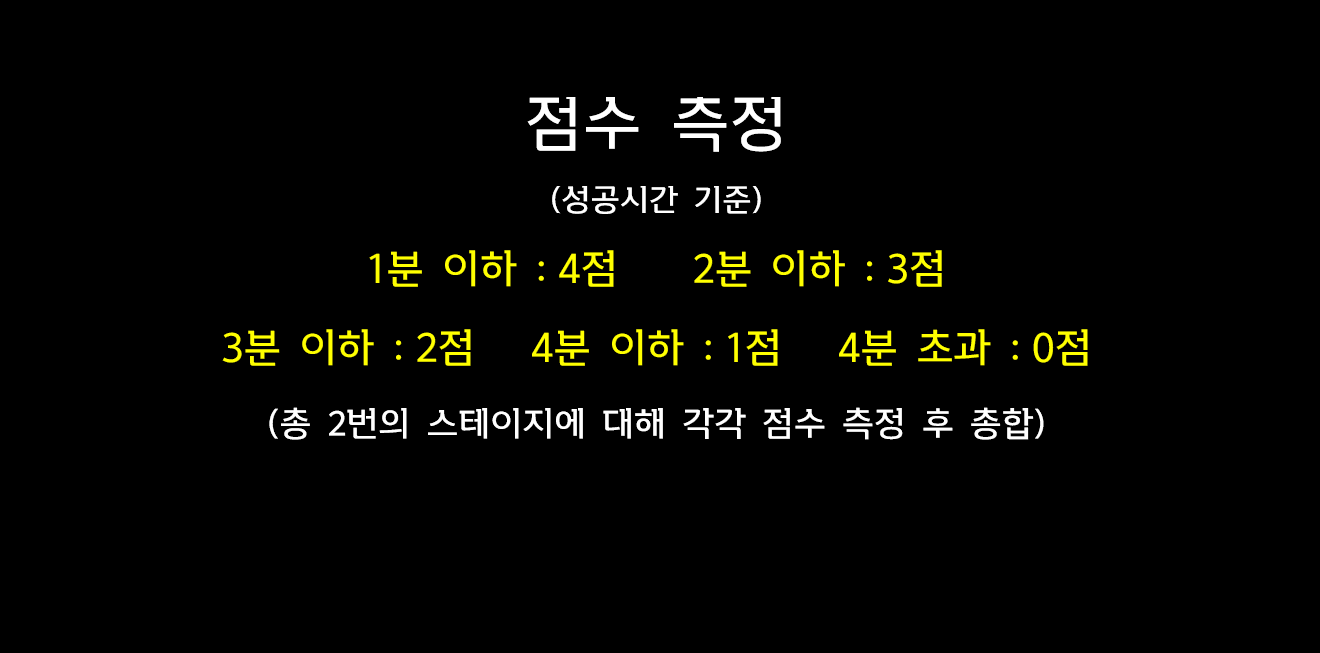 점수 측정
(성공시간 기준)
1분 이하 : 4점 2분 이하 : 3점
3분 이하 : 2점 4분 이하 : 1점 4분 초과 : 0점
(총 2번의 스테이지에 대해 각각 점수 측정 후 총합)